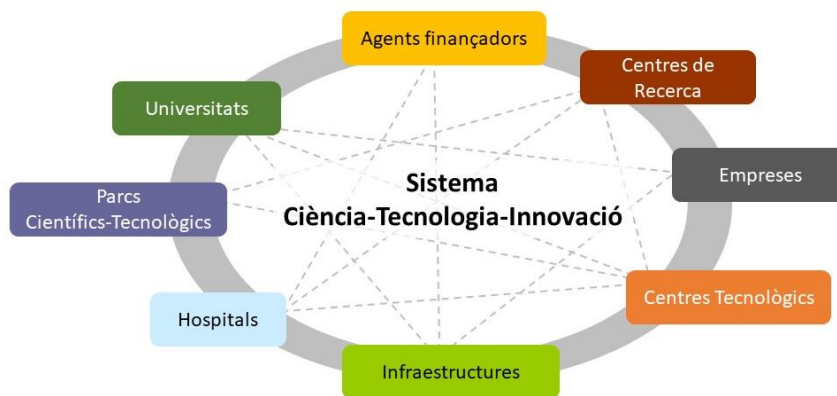 Agents finançadors
Centres de
Recerca
Universitats
Empreses
Sistema
Ciència-Tecnologia-Innovació
Parcs
Científics-Tecnològics
Centres Tecnològics
Hospitals
Infraestructures